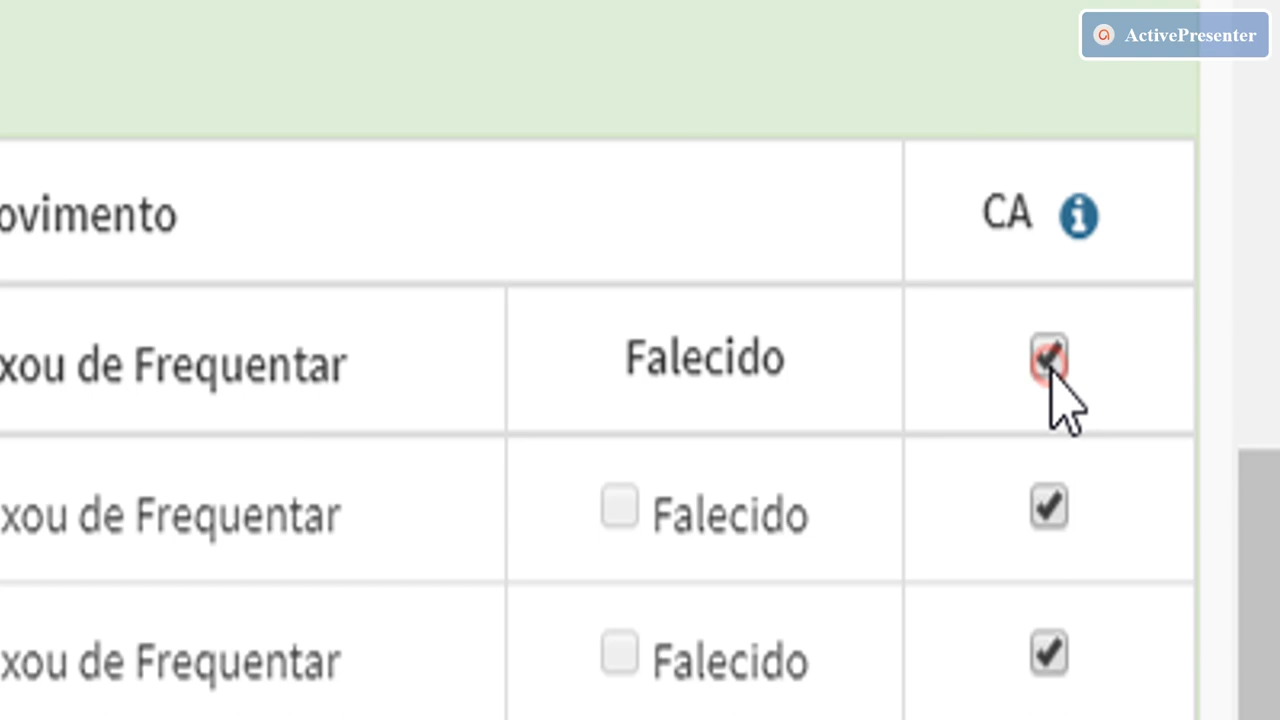 ActivePresenter
ovimento CA
xou de Frequentar Falecido
xou de Frequentar Falecido
xou de Frequentar Falecido